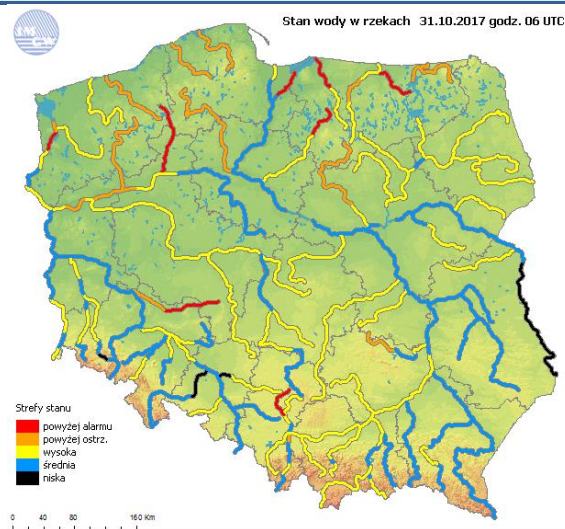 Stan wody w rzekach 31.10.2017 godz. 06 UTC
Strefy stanu
powyżej alarmu
powyżej ostrz.
wysoka
średnia
niska
0 40 80 160 Km